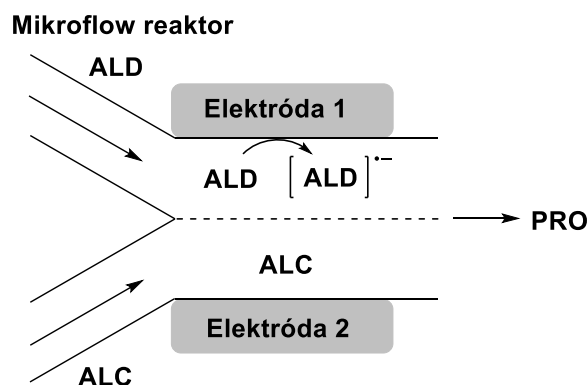 Mikroflow reaktor
ALD
Elektróda 1
ALD [ ALD ]•–
PRO
ALC
Elektróda 2
ALC